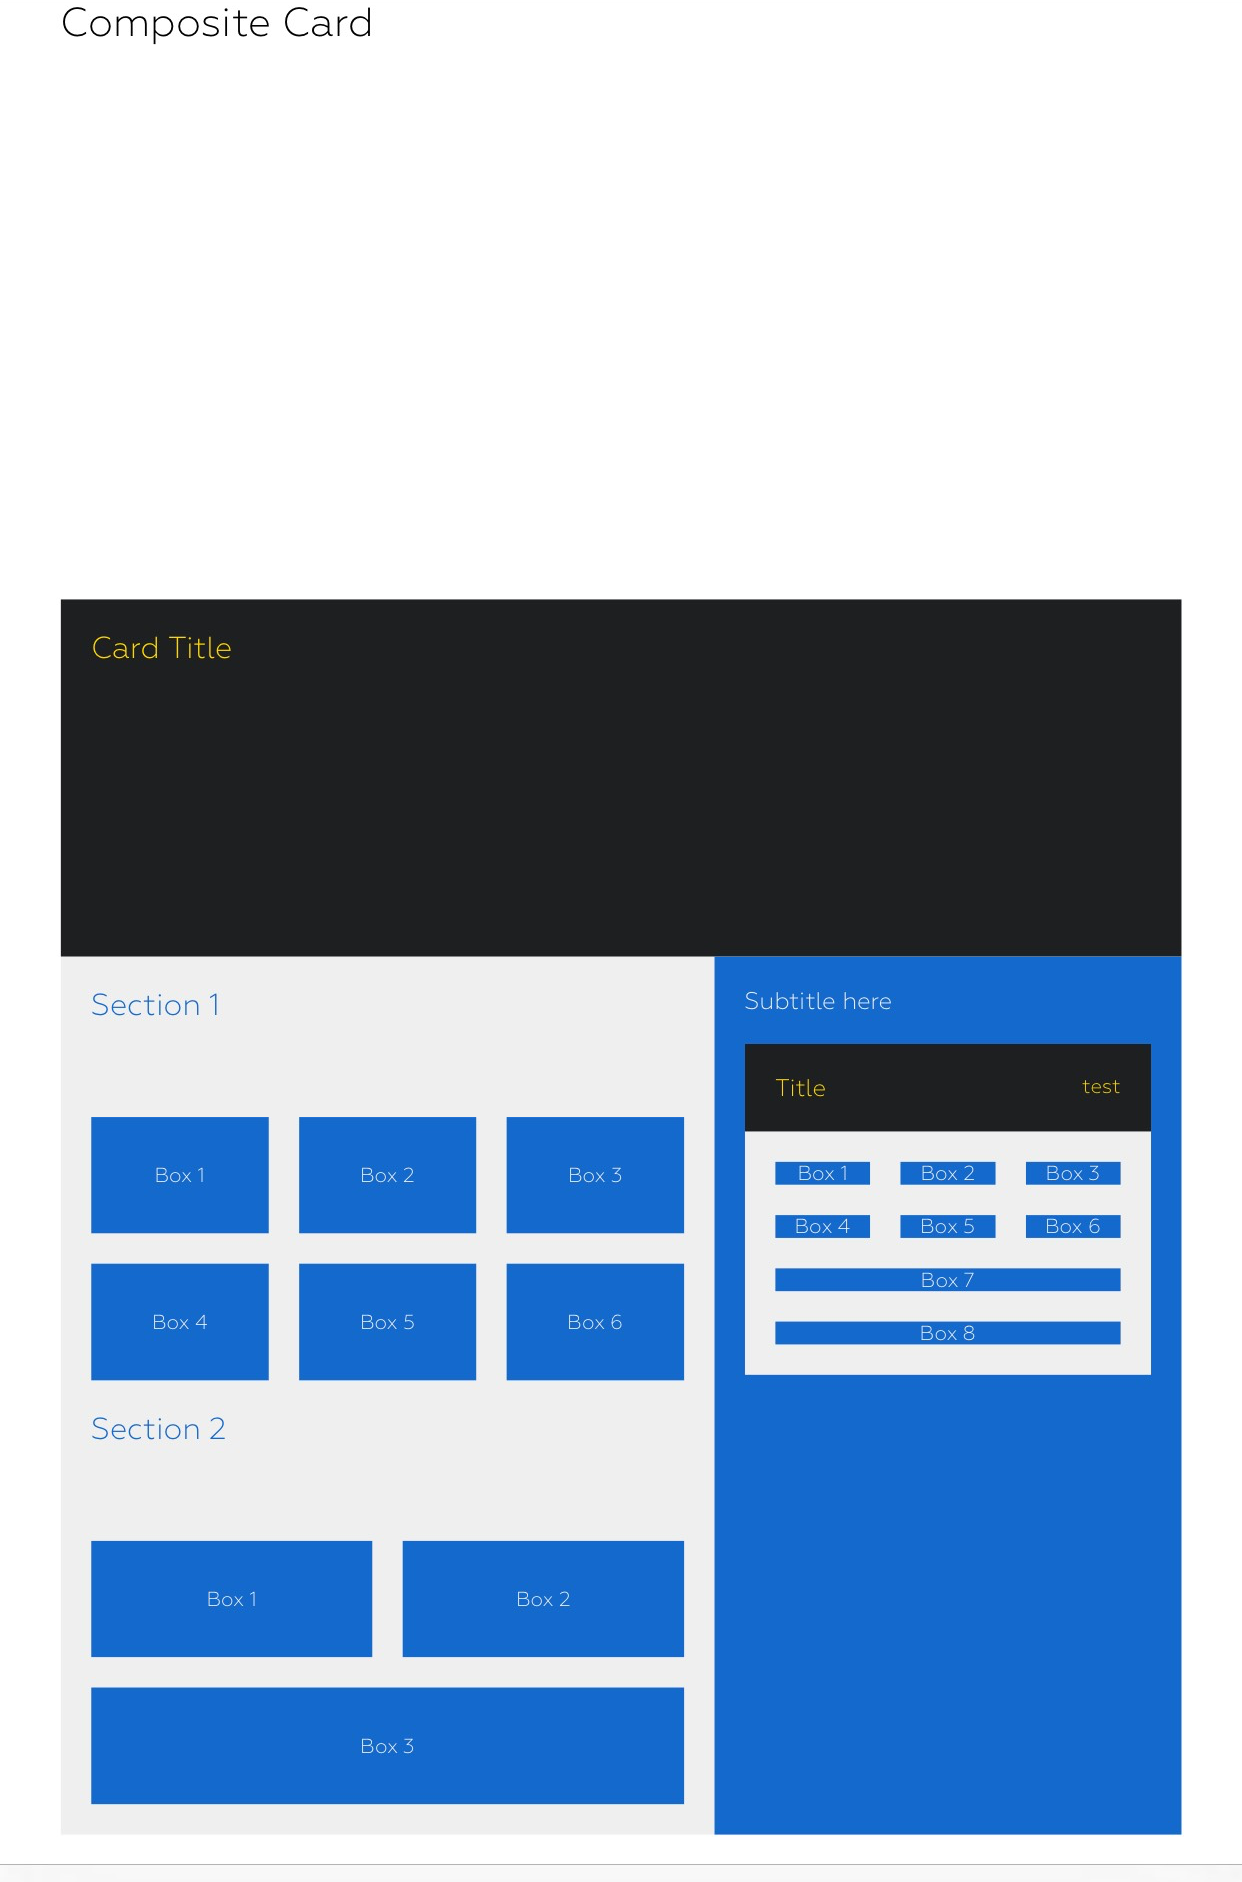 Composite Card
Card Title
Section 1
Box 1 Box 2 Box 3
Box 4 Box 5 Box 6
Section 2
Box 1 Box 2
Box 3
Subtitle here
Title test
Box 1 Box 2 Box 3
Box 4 Box 5 Box 6
Box 7
Box 8